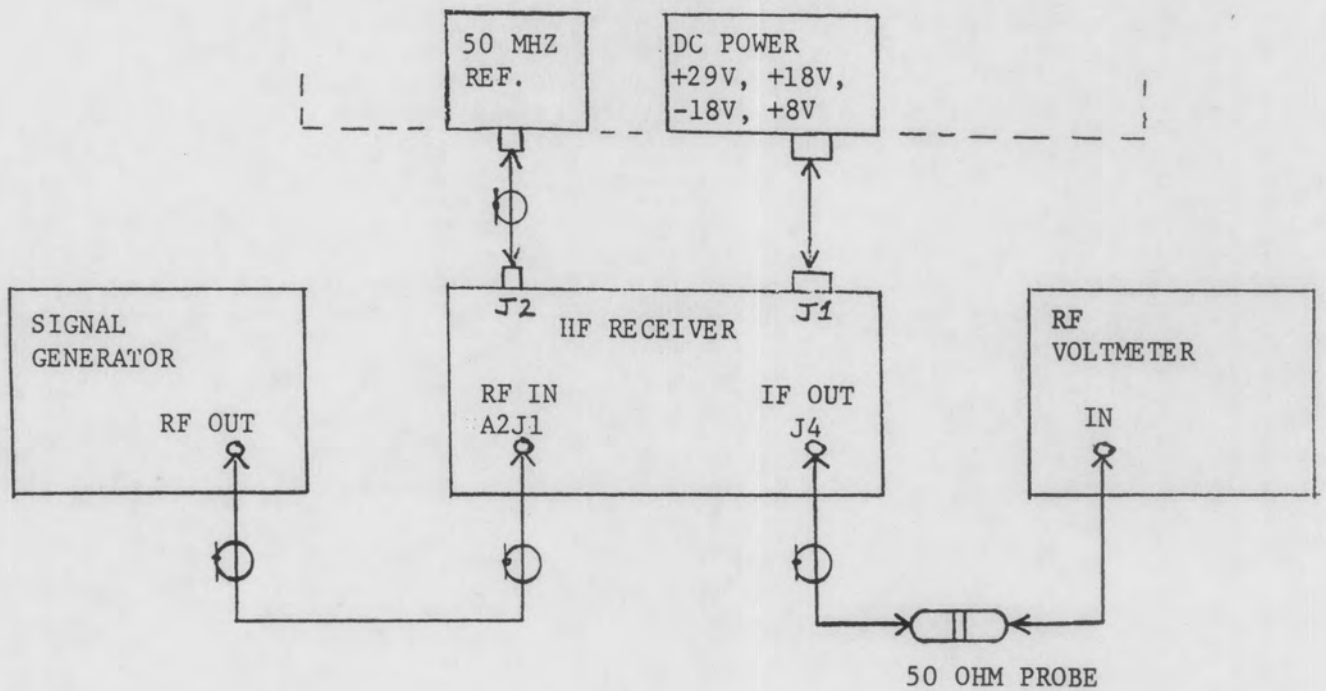 50 MHZ
REF.
DC POWER
+29V, +18V,
-18V, +8V
J2
J1
SIGNAL
GENERATOR
RF OUT
HF RECEIVER
RF IN
A2J1
IF OUT
J4
RF
VOLTMETER
IN
50 OHM PROBE